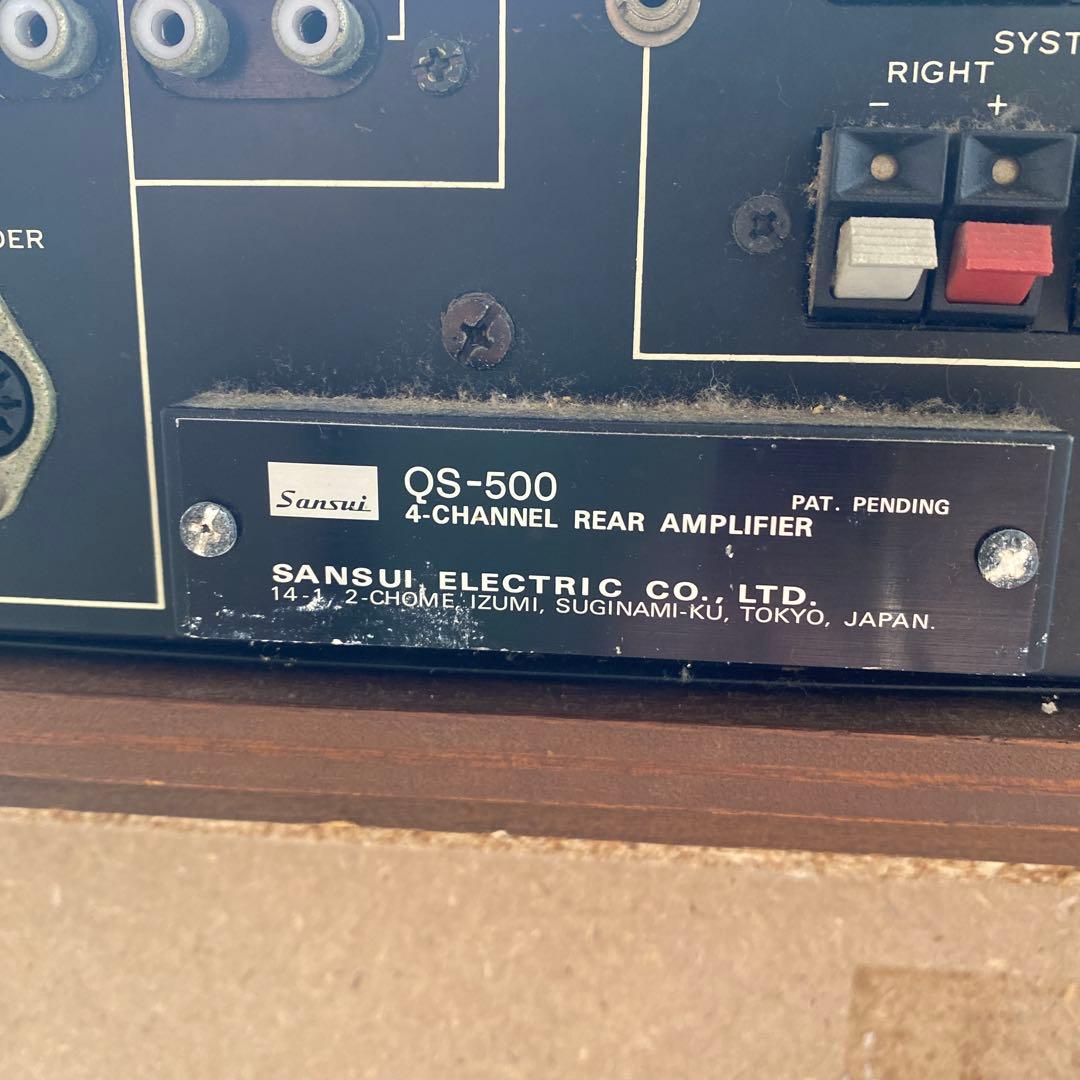 SYST
RIGHT
- +
DER
Sansui
QS-500
4-CHANNEL REAR AMPLIFIER
PAT. PENDING
SANSUI ELECTRIC CO., LTD.
14-1, 2-CHOME, IZUMI, SUGINAMI-KU, TOKYO, JAPAN.